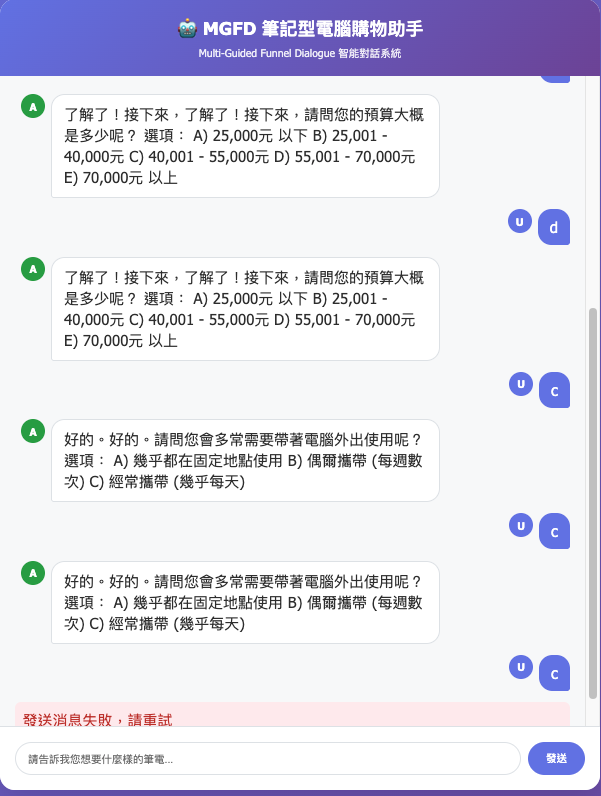 🤖 MGFD 筆記型電腦購物助手
Multi-Guided Funnel Dialogue 智能對話系統
A
了解了！接下來，了解了！接下來，請問您的預算大概
是多少呢？ 選項： A) 25,000元 以下 B) 25,001 -
40,000元 C) 40,001 - 55,000元 D) 55,001 - 70,000元
E) 70,000元 以上
U
d
A
了解了！接下來，了解了！接下來，請問您的預算大概
是多少呢？ 選項： A) 25,000元 以下 B) 25,001 -
40,000元 C) 40,001 - 55,000元 D) 55,001 - 70,000元
E) 70,000元 以上
U
C
A
好的。好的。請問您會多常需要帶著電腦外出使用呢？
選項： A) 幾乎都在固定地點使用 B) 偶爾攜帶 (每週數
次) C) 經常攜帶 (幾乎每天)
U
C
A
好的。好的。請問您會多常需要帶著電腦外出使用呢？
選項： A) 幾乎都在固定地點使用 B) 偶爾攜帶 (每週數
次) C) 經常攜帶 (幾乎每天)
U
C
發送消息失敗，請重試
請告訴我您想要什麼樣的筆電...
發送